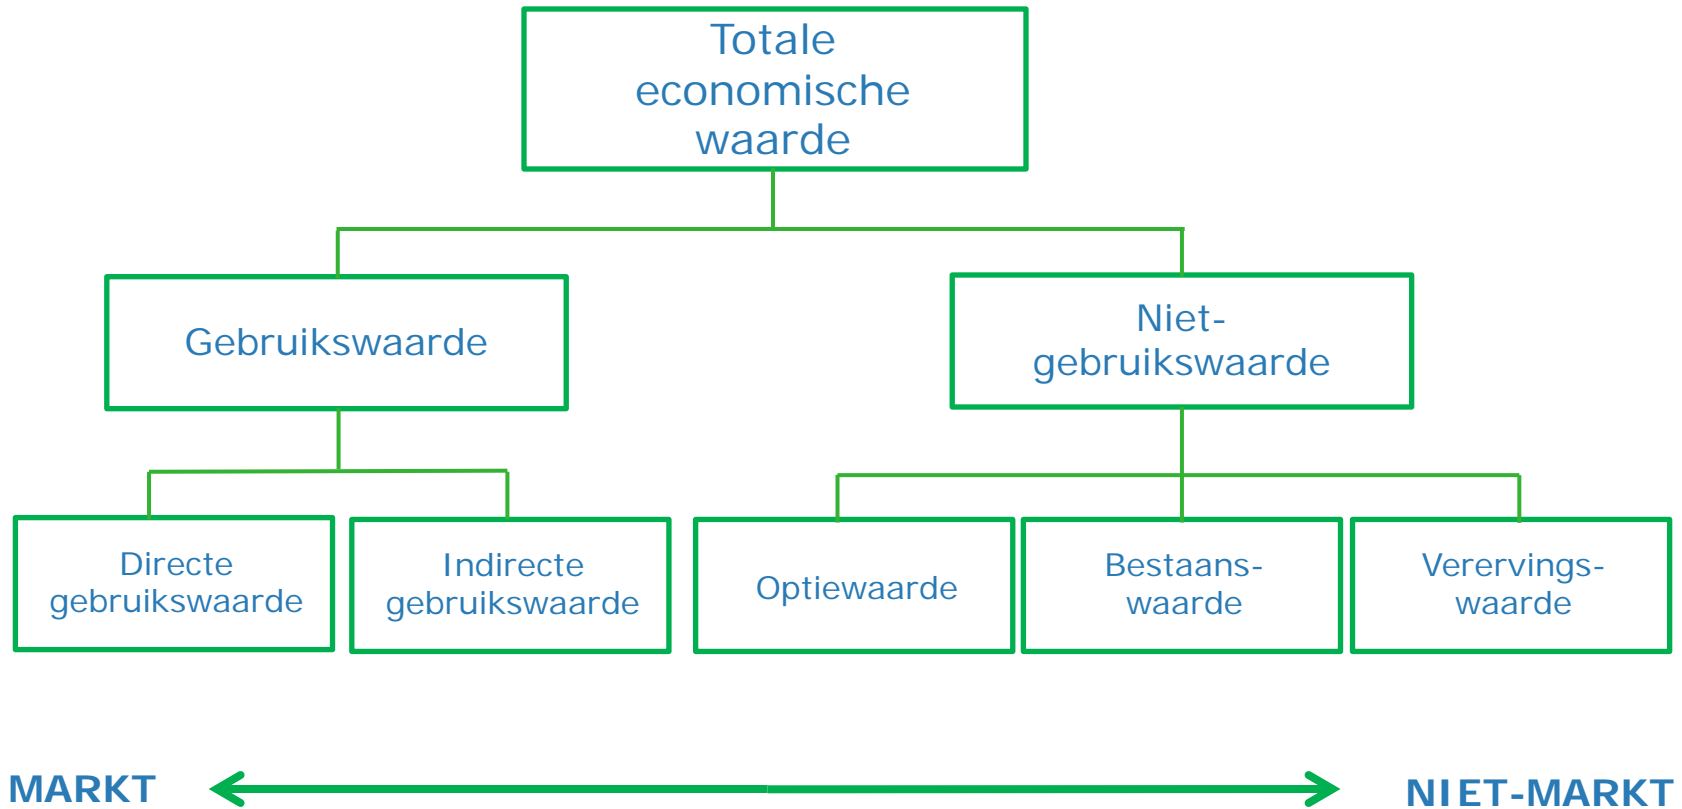 Totale
economische
waarde
Gebruikswaarde
Niet-
gebruikswaarde
Directe
gebruikswaarde
Indirecte
gebruikswaarde
Optiewaarde
Bestaans-
waarde
Verervings-
waarde
MARKT
NIET-MARKT